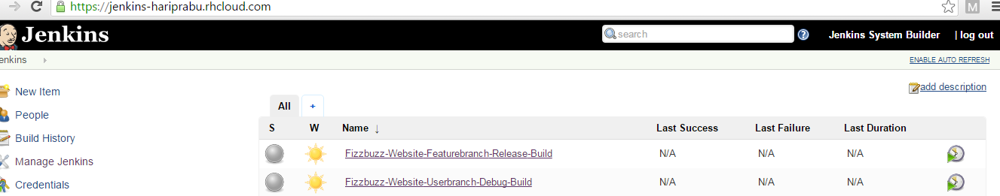 https://jenkins-hariprabu.rhcloud.com
M
Jenkins
search
?
Jenkins System Builder | log out
enkins
ENABLE AUTO REFRESH
New Item
add description
All +
People
S W Name ↓ Last Success Last Failure Last Duration
Build History
Fizzbuzz-Website-Featurebranch-Release-Build N/A N/A N/A
Manage Jenkins
Fizzbuzz-Website-Userbranch-Debug-Build N/A N/A N/A
Credentials